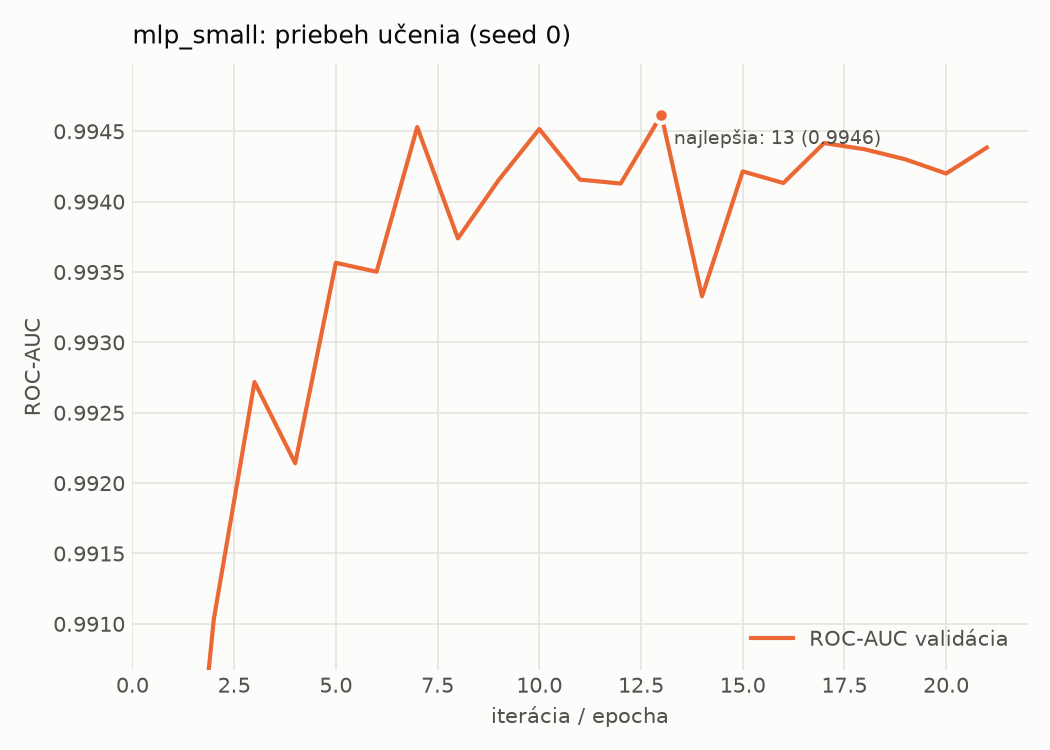 mlp_small: priebeh učenia (seed 0)
0.9945
0.9940
0.9935
0.9930
0.9925
0.9920
0.9915
0.9910
ROC-AUC
najlepšia: 13 (0.9946)
ROC-AUC validácia
0.0 2.5 5.0 7.5 10.0 12.5 15.0 17.5 20.0
iterácia / epocha